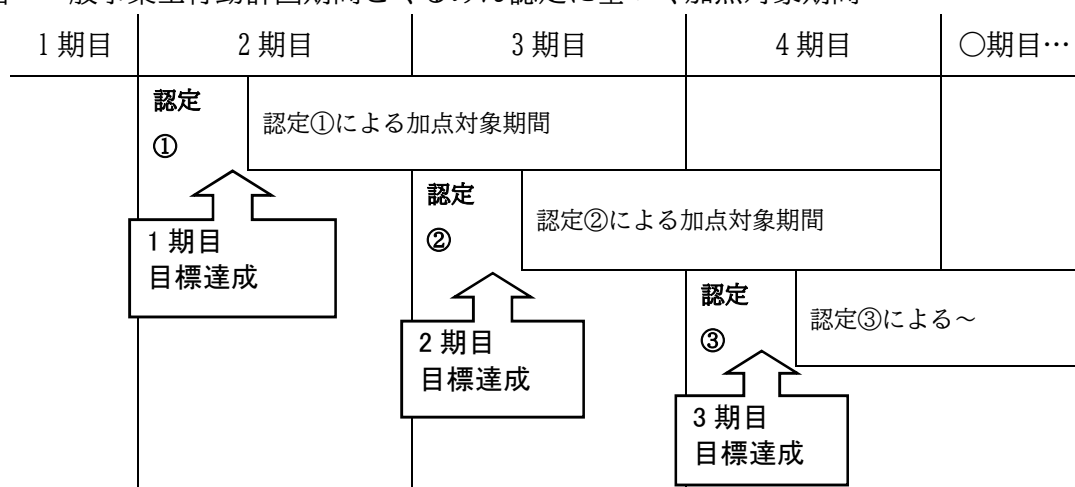 1期目 2期目 3期目 4期目 ○期目…
認定
①
認定①による加点対象期間
1期目
目標達成
認定
②
認定②による加点対象期間
2期目
目標達成
認定
③
認定③による～
3期目
目標達成